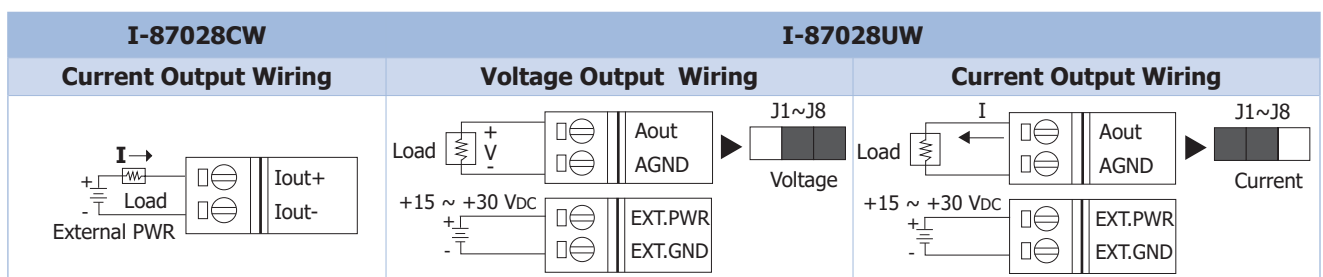 I-87028CW
I-87028UW
Current Output Wiring
Voltage Output Wiring
Current Output Wiring
I
+
-
Load
External PWR
Iout+
Iout-
Load
+
V
-
Aout
AGND
J1~J8
Voltage
+15 ~ +30 VDC
+
-
EXT.PWR
EXT.GND
I
Load
Aout
AGND
J1~J8
Current
+15 ~ +30 VDC
+
-
EXT.PWR
EXT.GND